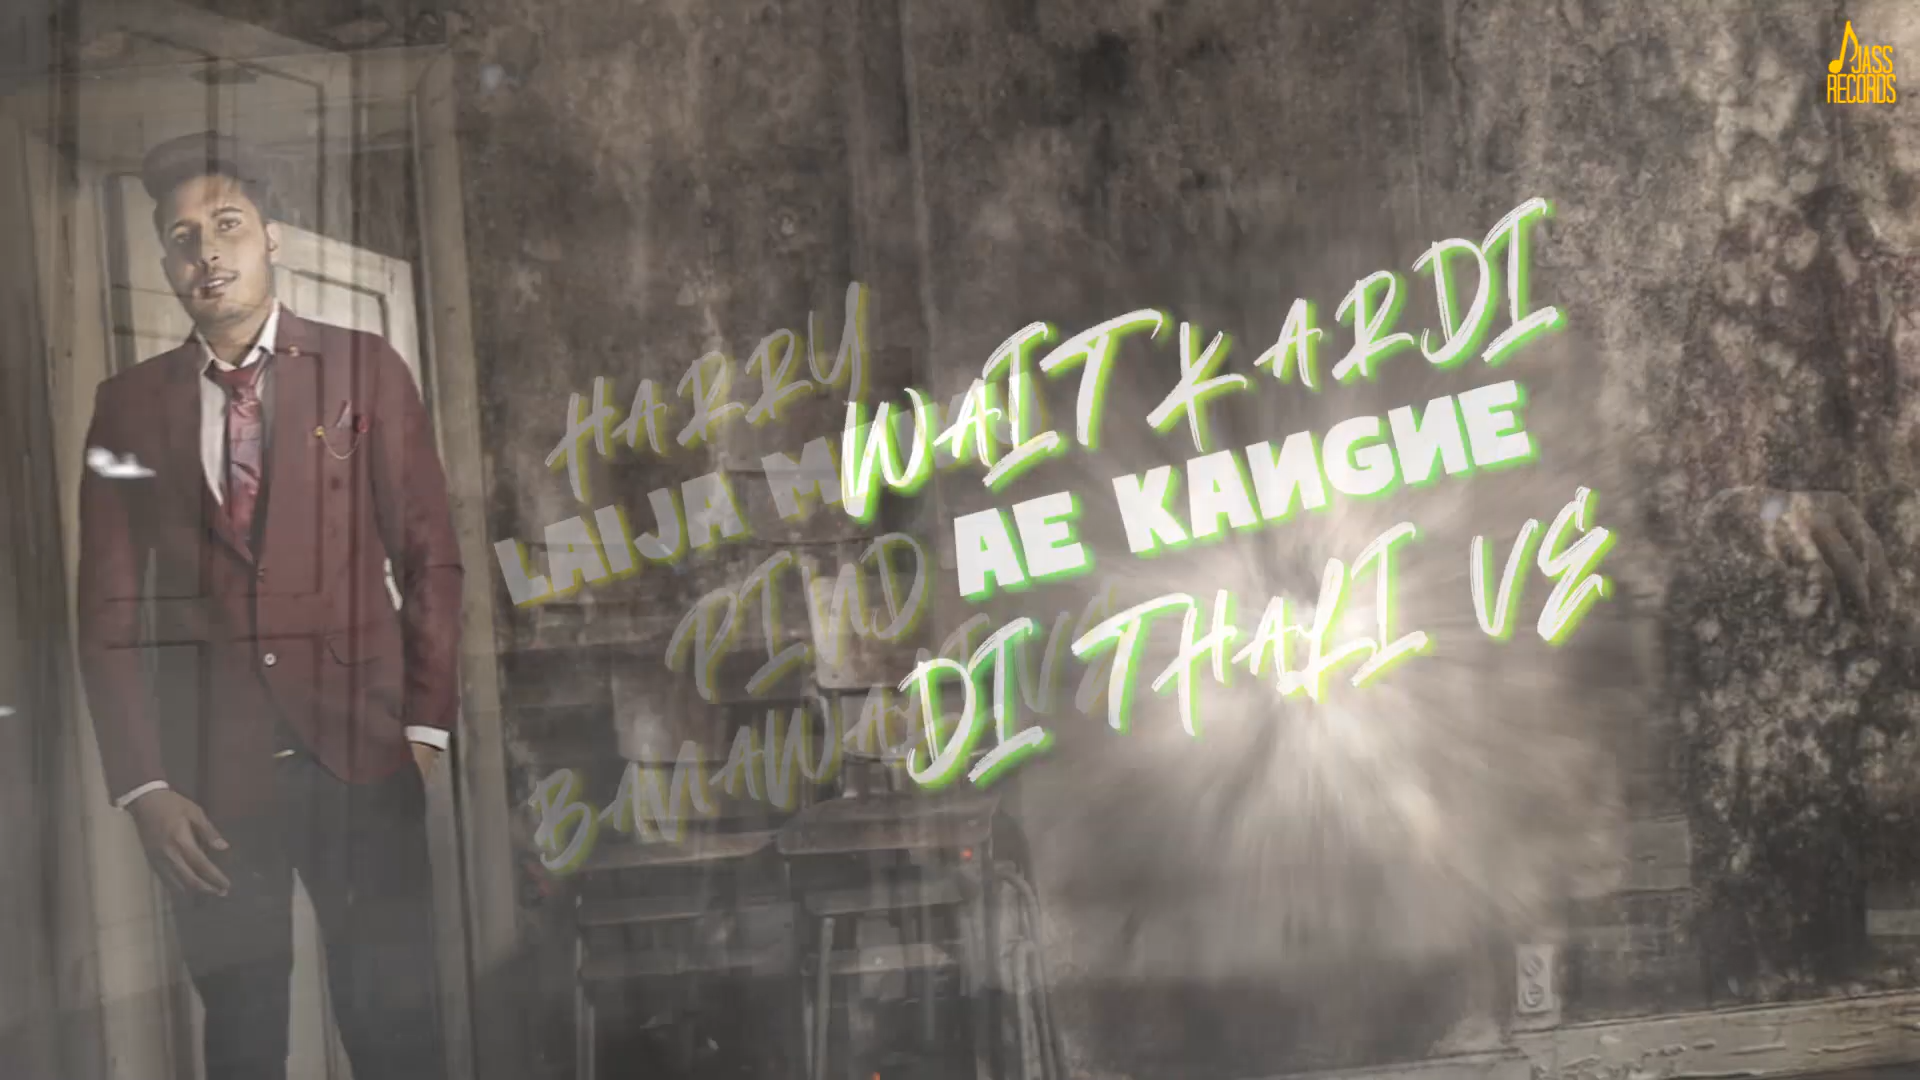 JASS
RECORDS
WAIT KARDI
AE KANGNE
DI THALI VE
HARRY
LAIJA
PIND